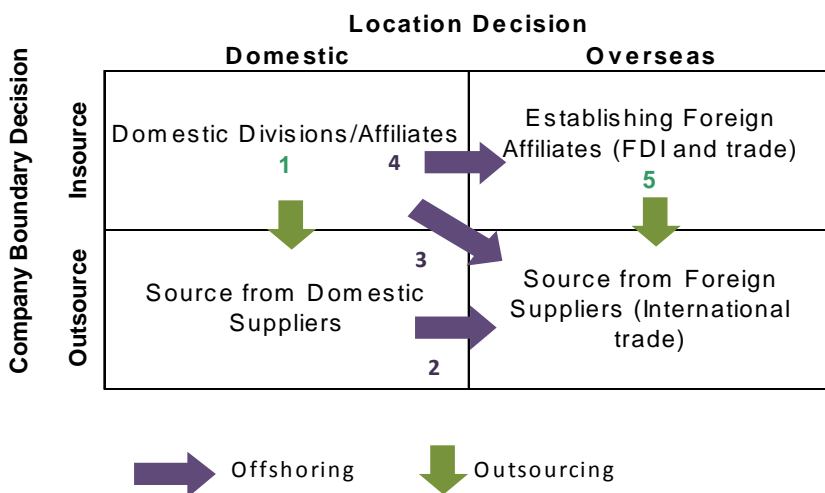 Location Decision
Domestic Overseas
Company Boundary Decision
Insource
Domestic Divisions/Affiliates
1 4
Establishing Foreign
Affiliates (FDI and trade)
5
Outsource
3
Source from Domestic
Suppliers
2
Source from Foreign
Suppliers (International
trade)
Offshoring Outsourcing